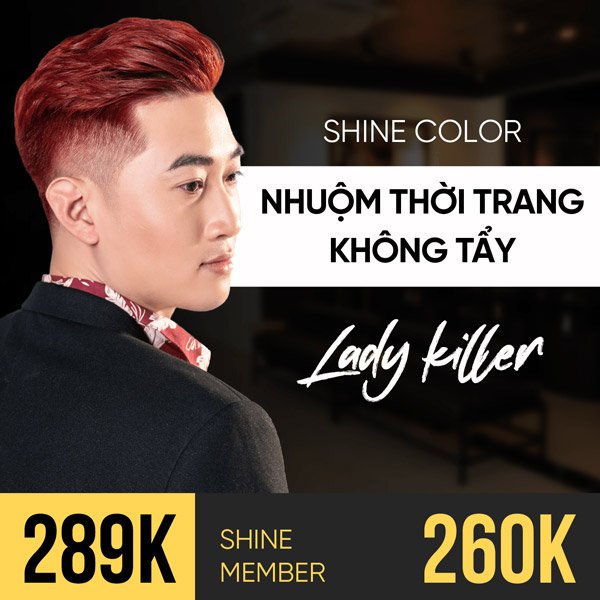 SHINE COLOR
NHUỘM THỜI TRANG
KHÔNG TẨY
Lady killer
289K
SHINE
MEMBER
260K